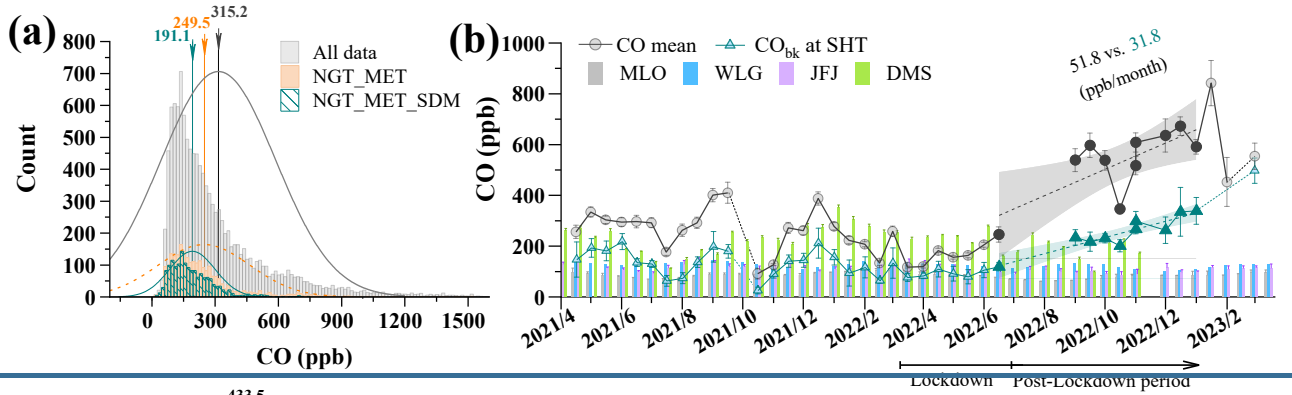 (a)
315.2
249.5
191.1
All data
NGT_MET
NGT_MET_SDM
800
700
600
500
400
300
200
100
0
Count
0 300 600 900 1200 1500
CO (ppb)
(b)
CO mean CObk at SHT
MLO WLG JFJ DMS
51.8 vs. 31.8
(ppb/month)
1000
800
600
400
200
0
CO (ppb)
2021/4 2021/6 2021/8 2021/10 2021/12 2022/2 2022/4 2022/6 2022/8 2022/10 2022/12 2023/2
Lockdown Post-Lockdown period
433.5